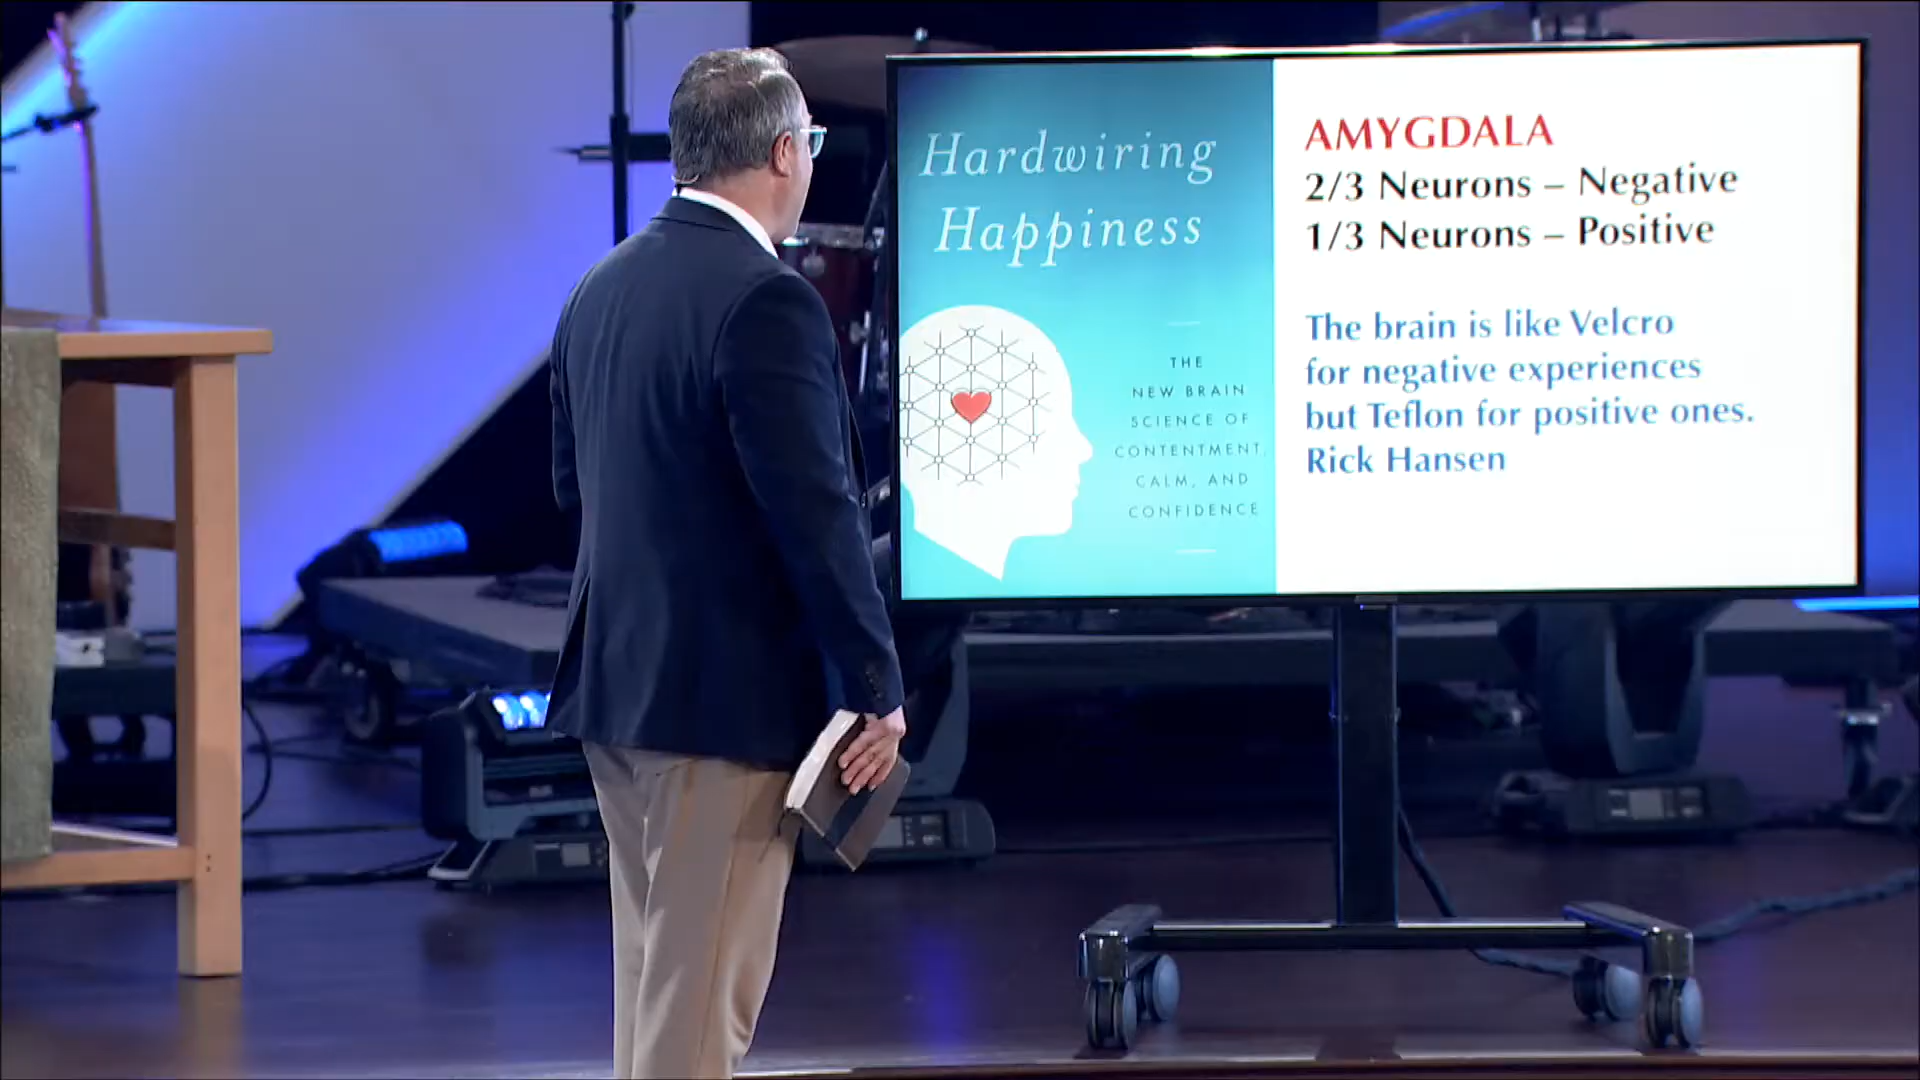 Hardwiring
Happiness
THE
NEW BRAIN
SCIENCE OF
CONTENTMENT,
CALM, AND
CONFIDENCE
AMYGDALA
2/3 Neurons – Negative
1/3 Neurons – Positive
The brain is like Velcro
for negative experiences
but Teflon for positive ones.
Rick Hansen